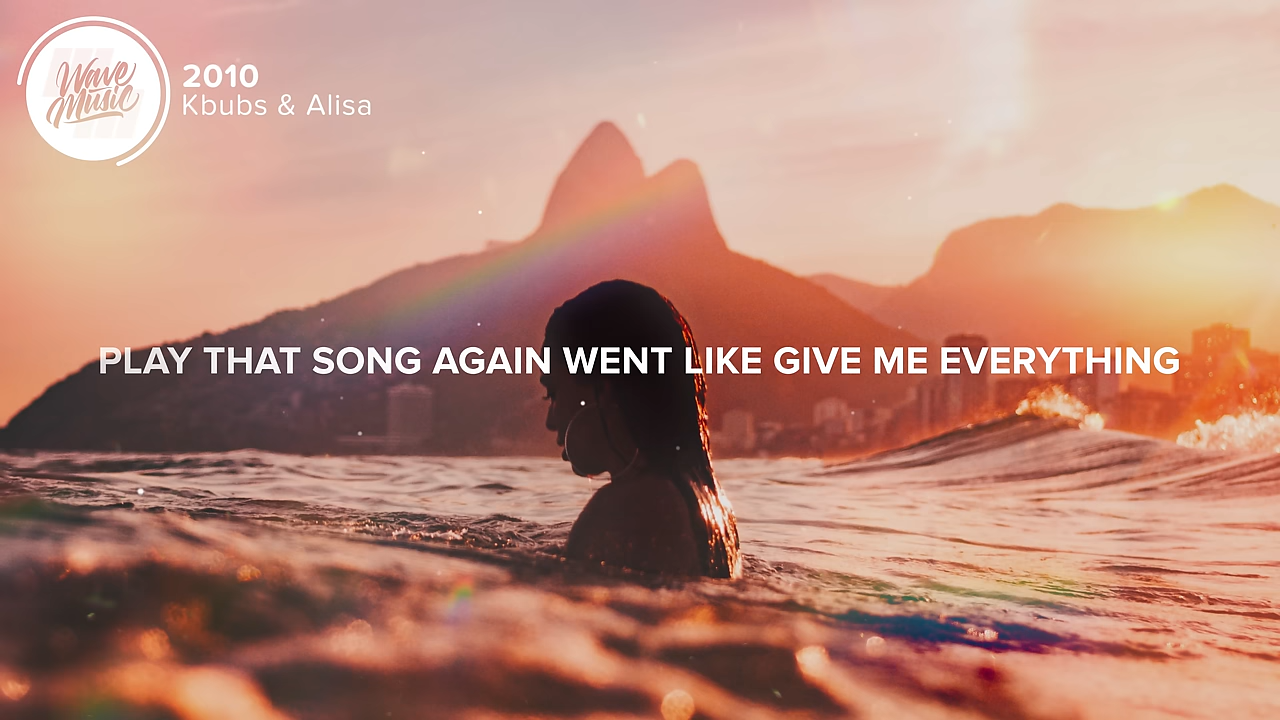 Wave
Music
2010
Kbubs & Alisa
PLAY THAT SONG AGAIN WENT LIKE GIVE ME EVERYTHING